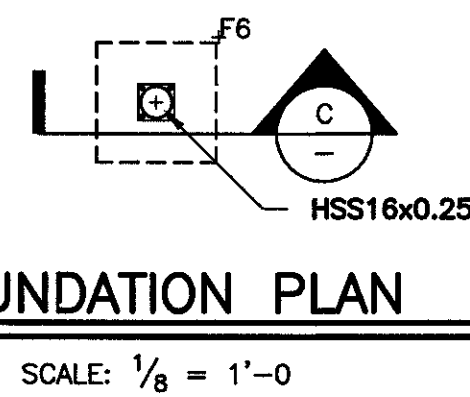 F6
C
–
HSS16x0.25
UNDATION PLAN
SCALE: 1/8 = 1'-0